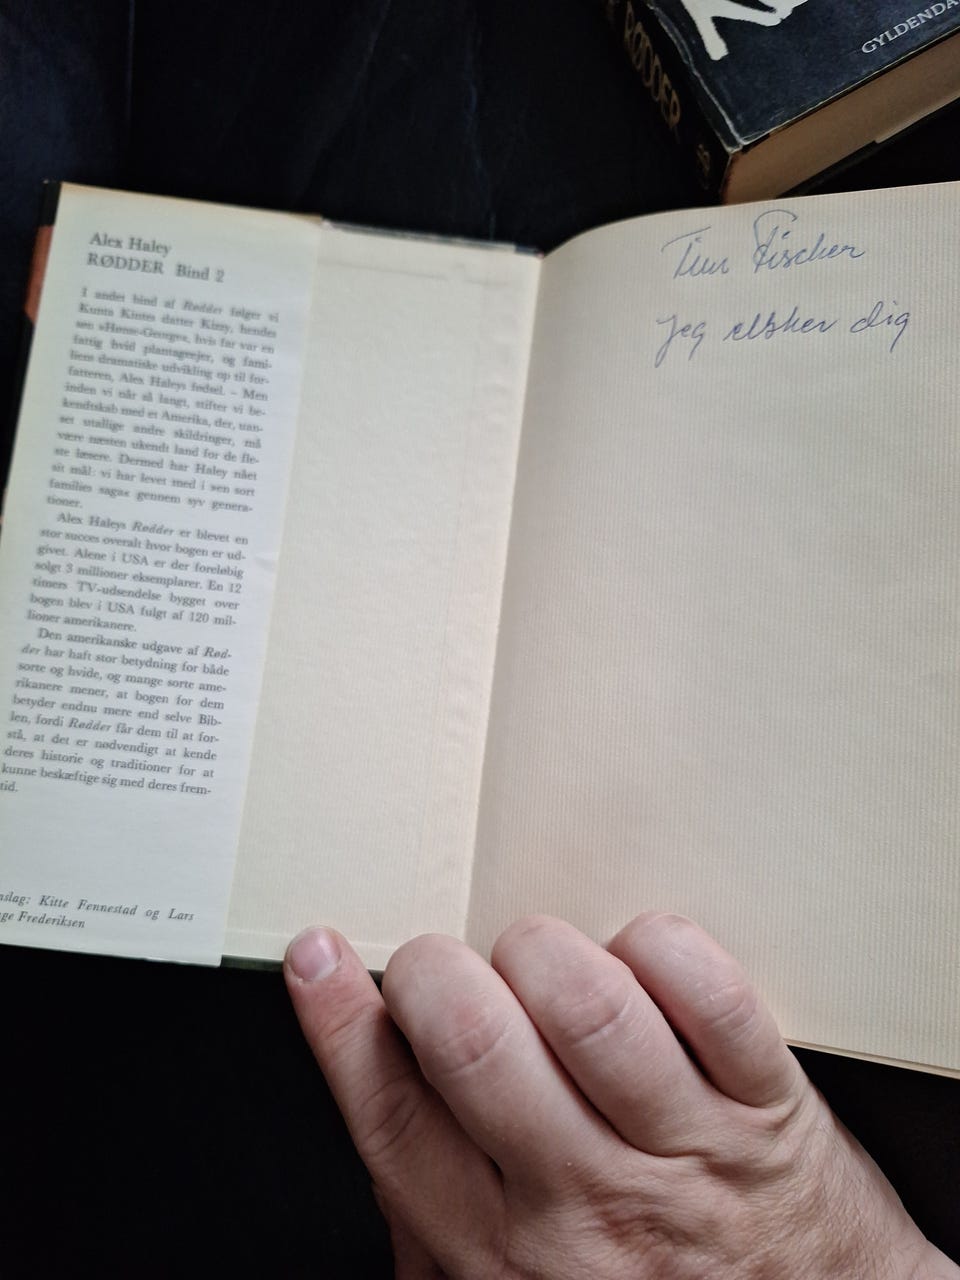 RØDDER
GYLDENDA
Alex Haley
RØDDER Bind 2
I andet bind af Rødder følger vi
Kunta Kintes datter Kizzy, hendes
søn »Hønse-George«, hvis far var en
fattig hvid plantageejer, og fami-
liens dramatiske udvikling op til for-
fatteren, Alex Haleys fødsel. – Men
inden vi når så langt, stifter vi be-
kendtskab med et Amerika, der, uan-
set utallige andre skildringer, må
være næsten ukendt land for de fle-
ste læsere. Dermed har Haley nået
sit mål: vi har levet med i »en sort
families saga« gennem syv genera-
tioner.
Alex Haleys Rødder er blevet en
stor succes overalt hvor bogen er ud-
givet. Alene i USA er der foreløbig
solgt 3 millioner eksemplarer. En 12
timers TV-udsendelse bygget over
bogen blev i USA fulgt af 120 mil-
lioner amerikanere.
Den amerikanske udgave af Rød-
der har haft stor betydning for både
sorte og hvide, og mange sorte ame-
rikanere mener, at bogen for dem
betyder endnu mere end selve Bib-
len, fordi Rødder får dem til at for-
stå, at det er nødvendigt at kende
deres historie og traditioner for at
kunne beskæftige sig med deres frem-
tid.
slag: Kitte Fennestad og Lars
ge Frederiksen
Tim Fischer
Jeg elsker dig